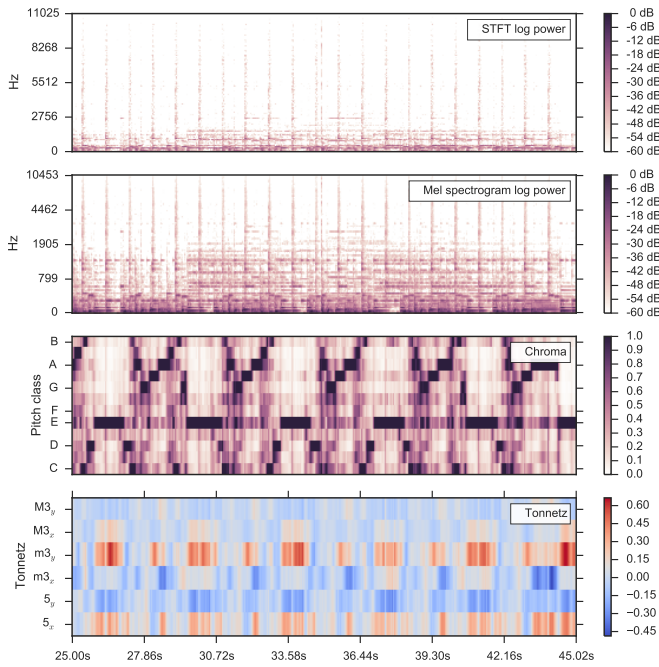 11025
8268
5512
2756
0
Hz
STFT log power
0 dB
−6 dB
−12 dB
−18 dB
−24 dB
−30 dB
−36 dB
−42 dB
−48 dB
−54 dB
−60 dB
10453
4462
1905
799
0
Hz
Mel spectrogram log power
0 dB
−6 dB
−12 dB
−18 dB
−24 dB
−30 dB
−36 dB
−42 dB
−48 dB
−54 dB
−60 dB
B
A
G
F
E
D
C
Pitch class
Chroma
1.0
0.9
0.8
0.7
0.6
0.5
0.4
0.3
0.2
0.1
0.0
M3y
M3x
m3y
m3x
5y
5x
Tonnetz
Tonnetz
0.60
0.45
0.30
0.15
0.00
−0.15
−0.30
−0.45
25.00s 27.86s 30.72s 33.58s 36.44s 39.30s 42.16s 45.02s